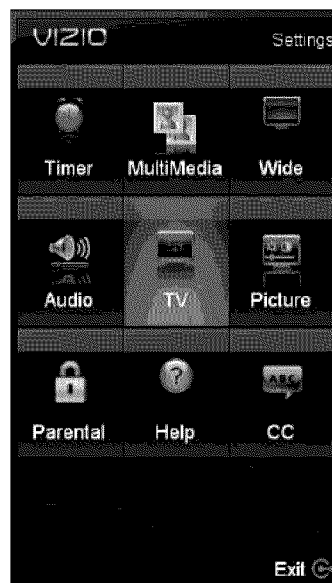 VIZIO Settings
Timer MultiMedia Wide
Audio TV Picture
Parental Help CC
Exit